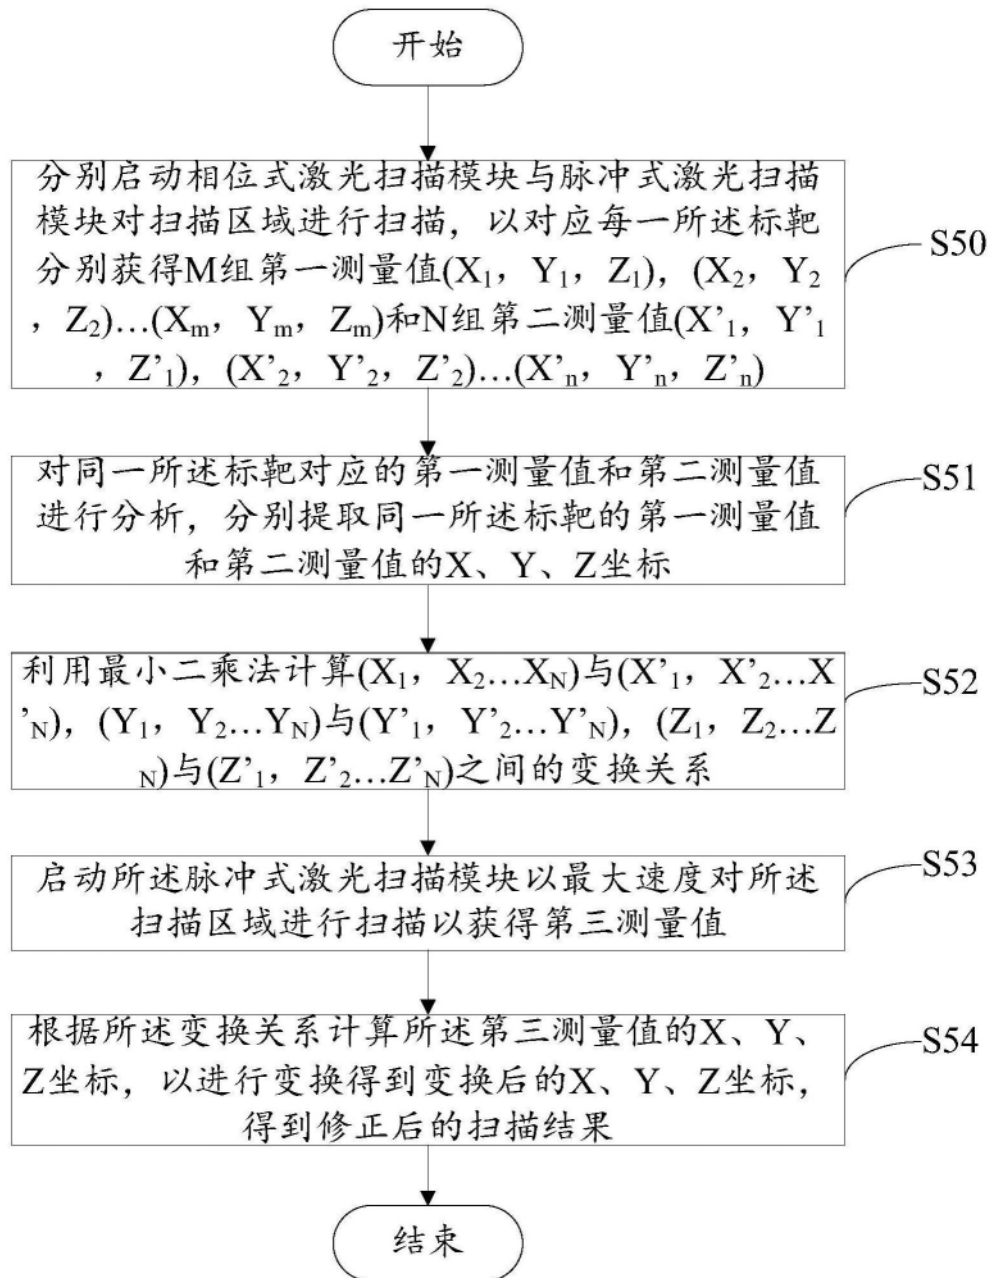 开始
分别启动相位式激光扫描模块与脉冲式激光扫描
模块对扫描区域进行扫描，以对应每一所述标靶
分别获得M组第一测量值(X₁，Y₁，Z₁)，(X₂，Y₂
，Z₂)…(Xₘ，Yₘ，Zₘ)和N组第二测量值(X’₁，Y’₁
，Z’₁)，(X’₂，Y’₂，Z’₂)…(X’ₙ，Y’ₙ，Z’ₙ)
S50
对同一所述标靶对应的第一测量值和第二测量值
进行分析，分别提取同一所述标靶的第一测量值
和第二测量值的X、Y、Z坐标
S51
利用最小二乘法计算(X₁，X₂…X_N)与(X’₁，X’₂…X
’_N)，(Y₁，Y₂…Y_N)与(Y’₁，Y’₂…Y’_N)，(Z₁，Z₂…Z
_N)与(Z’₁，Z’₂…Z’_N)之间的变换关系
S52
启动所述脉冲式激光扫描模块以最大速度对所述
扫描区域进行扫描以获得第三测量值
S53
根据所述变换关系计算所述第三测量值的X、Y、
Z坐标，以进行变换得到变换后的X、Y、Z坐标，
得到修正后的扫描结果
S54
结束